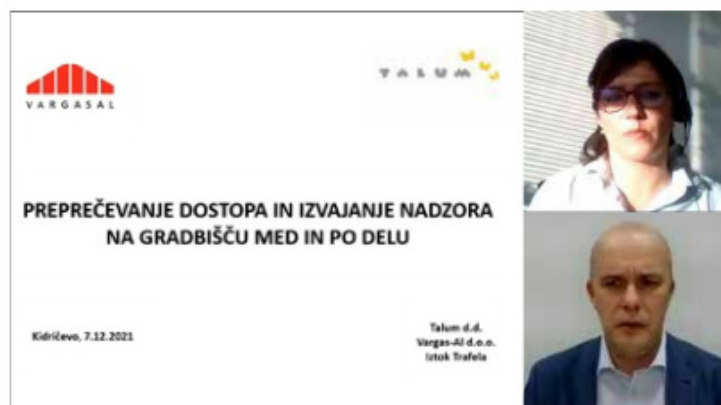 VARGASAL
TALUM
PREPREČEVANJE DOSTOPA IN IZVAJANJE NADZORA
NA GRADBIŠČU MED IN PO DELU
Kidričevo, 7.12.2021
Talum d.d.
Vargas-Al d.o.o.
Iztok Trafela